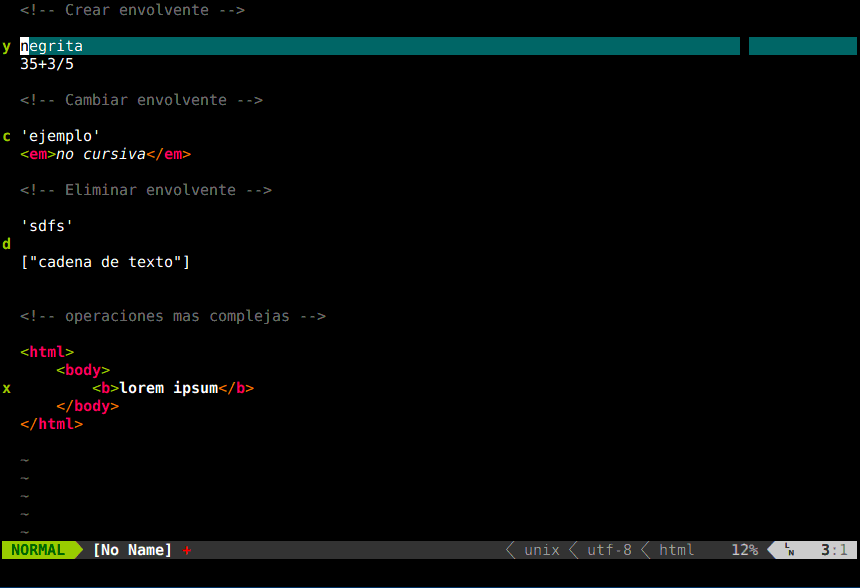 <!-- Crear envolvente -->
y negrita
35+3/5
<!-- Cambiar envolvente -->
c 'ejemplo'
<em>no cursiva</em>
<!-- Eliminar envolvente -->
'sdfs'
d
["cadena de texto"]
<!-- operaciones mas complejas -->
<html>
<body>
x <b>lorem ipsum</b>
</body>
</html>
~
~
~
~
~
NORMAL [No Name] + unix utf-8 html 12% LN 3:1